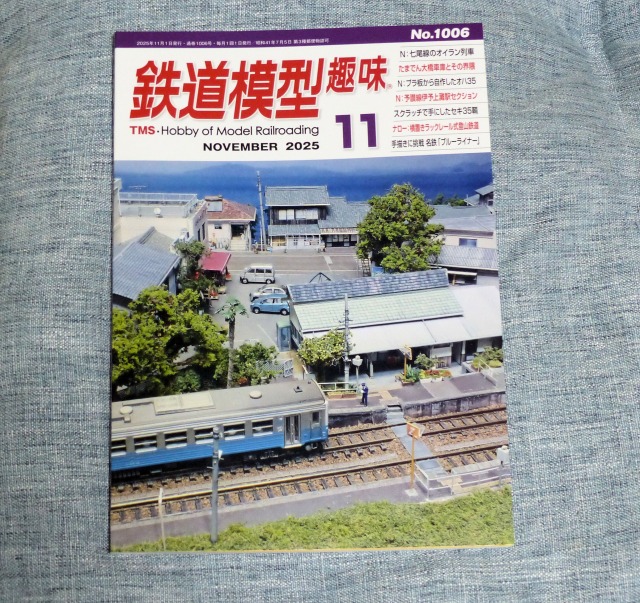 2025年11月1日発行・通巻1006号・毎月1回1日発行 昭和41年7月5日 第3種郵便物認可
No.1006
鉄道模型趣味
TMS・Hobby of Model Railroading
NOVEMBER 2025
11
N：七尾線のオイラン列車
たまでん大橋車庫とその界隈
N：プラ板から自作したオハ35
N：予讃線伊予上灘駅セクション
スクラッチで手にしたセキ35輌
ナロー：横置きラックレール式登山鉄道
手描きに挑戦 名鉄「ブルーライナー」